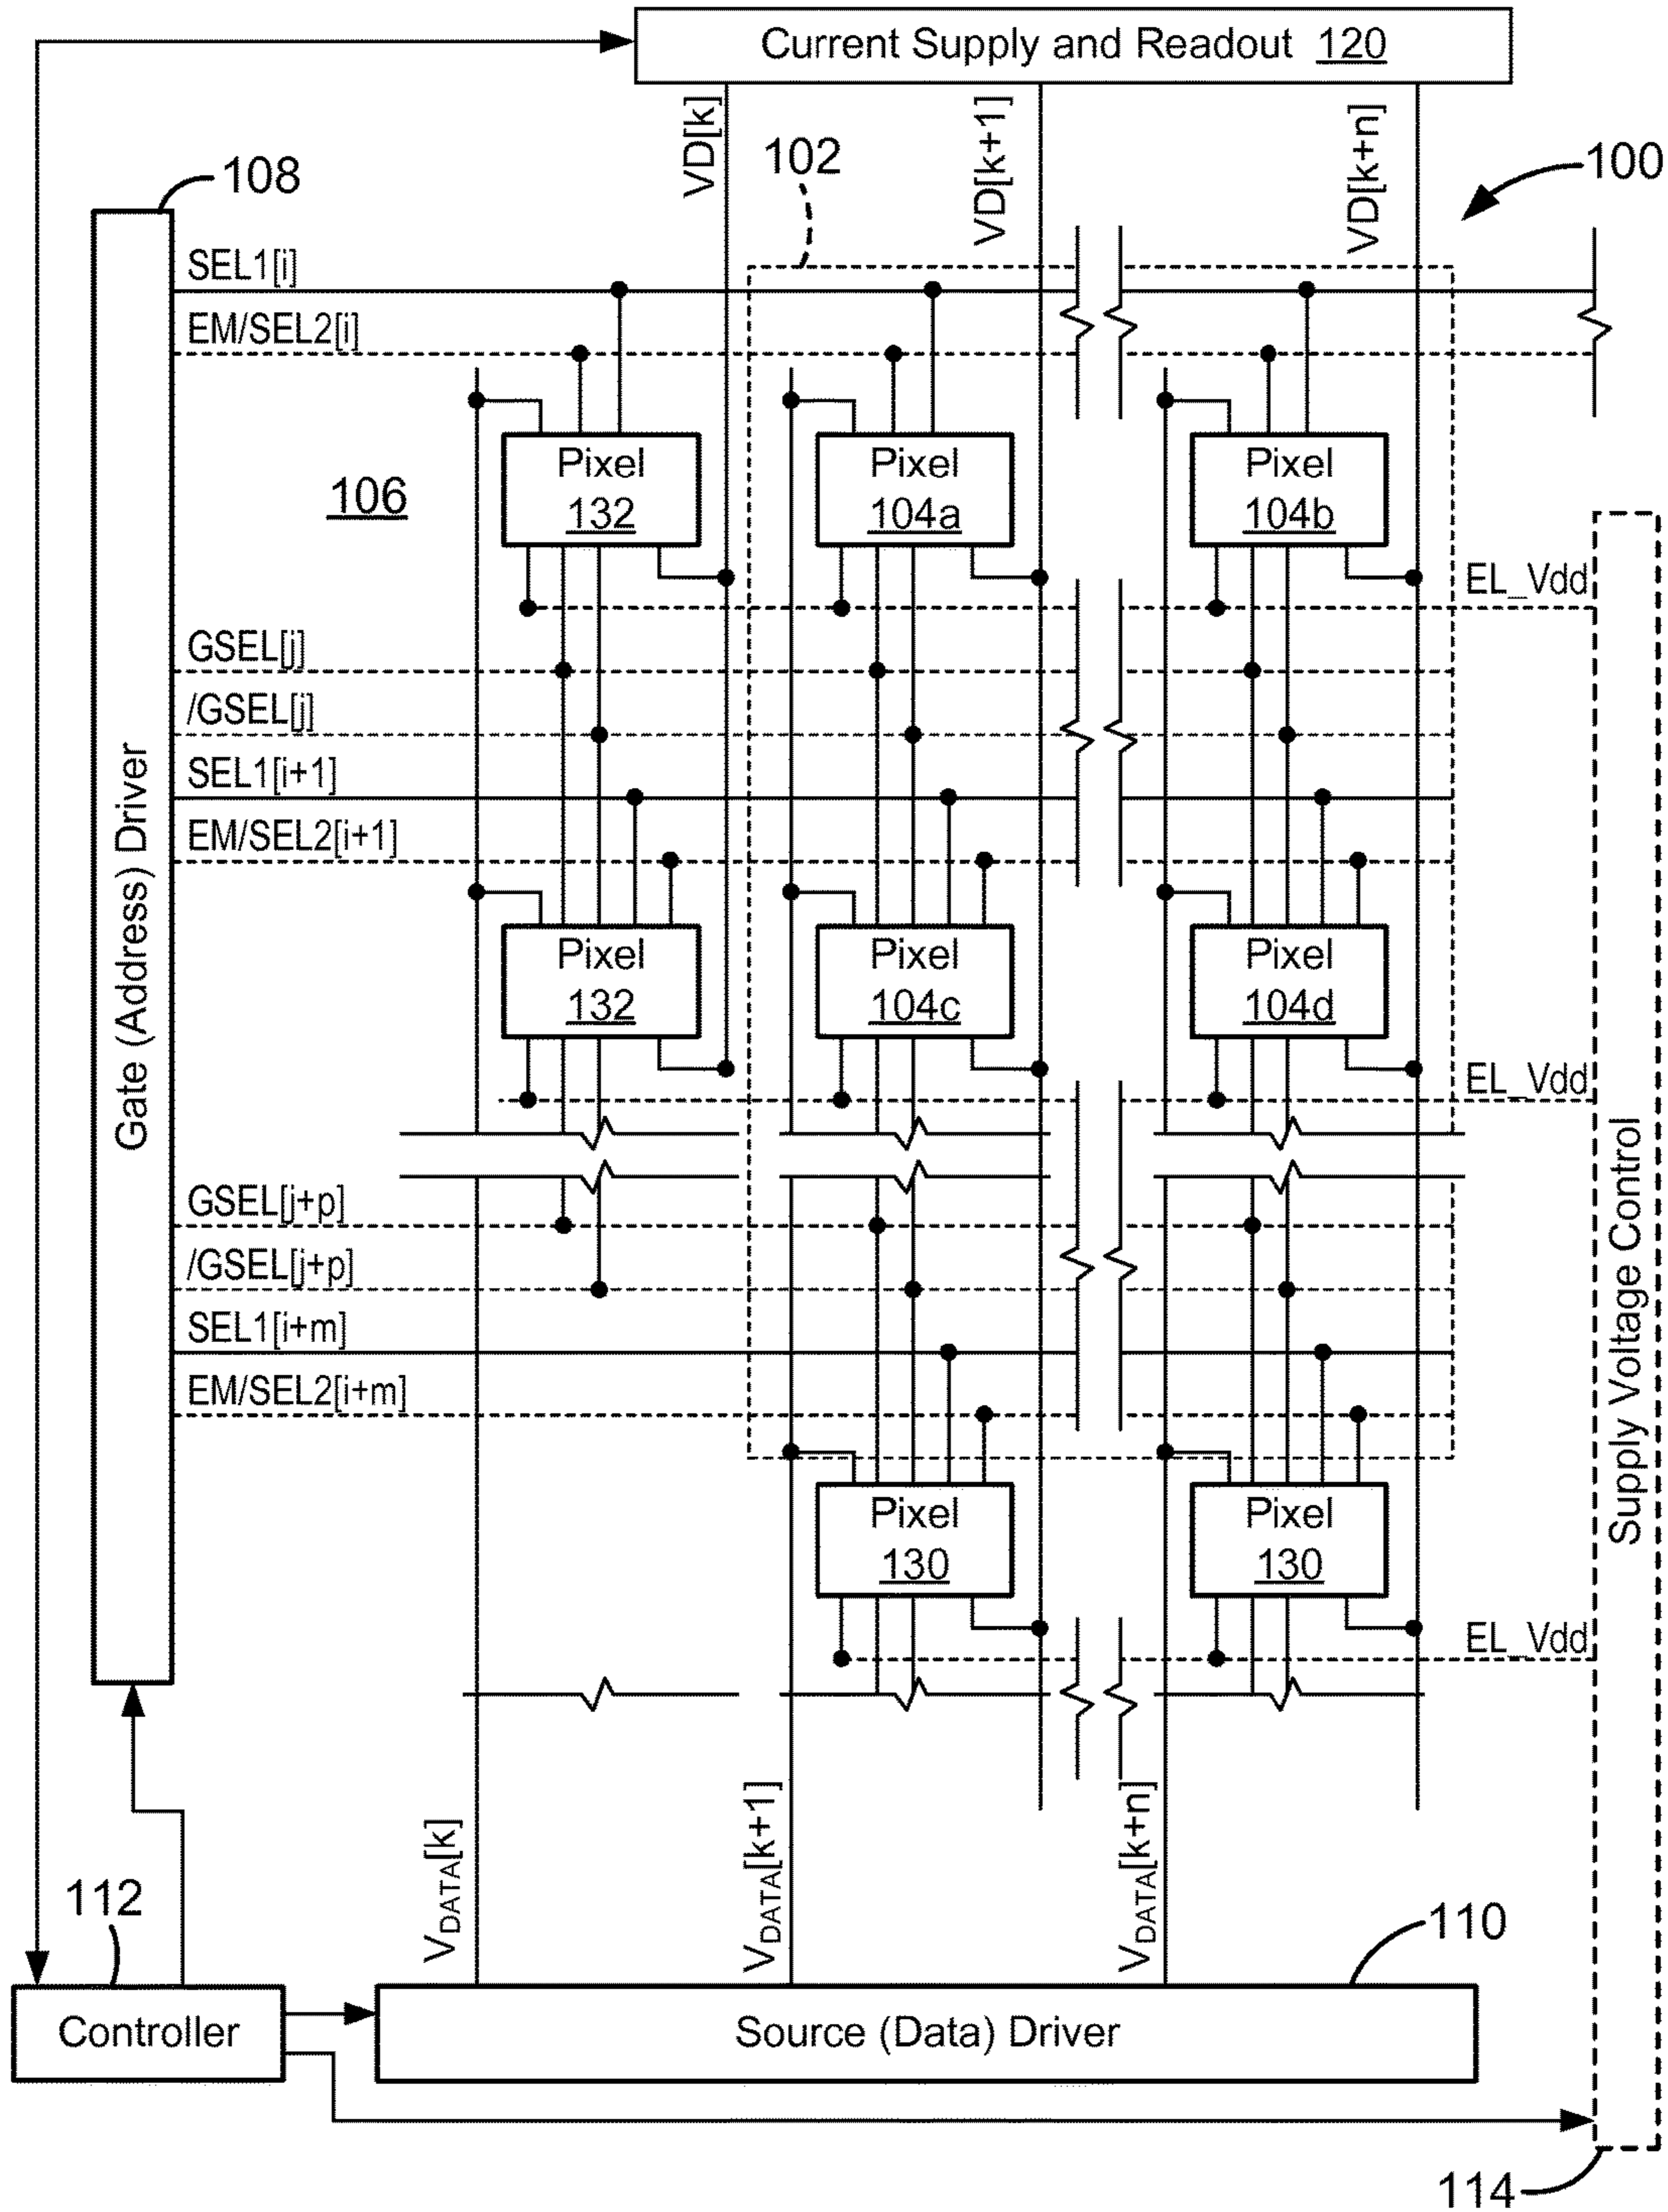 Current Supply and Readout 120
VD[k]
VD[k+1]
VD[k+n]
102
100
108
SEL1[i]
EM/SEL2[i]
Pixel
132
Pixel
104a
Pixel
104b
106
EL_Vdd
GSEL[j]
/GSEL[j]
SEL1[i+1]
EM/SEL2[i+1]
Gate (Address) Driver
Pixel
132
Pixel
104c
Pixel
104d
EL_Vdd
Supply Voltage Control
GSEL[j+p]
/GSEL[j+p]
SEL1[i+m]
EM/SEL2[i+m]
Pixel
130
Pixel
130
EL_Vdd
VDATA[k]
VDATA[k+1]
VDATA[k+n]
112
110
Controller
Source (Data) Driver
114